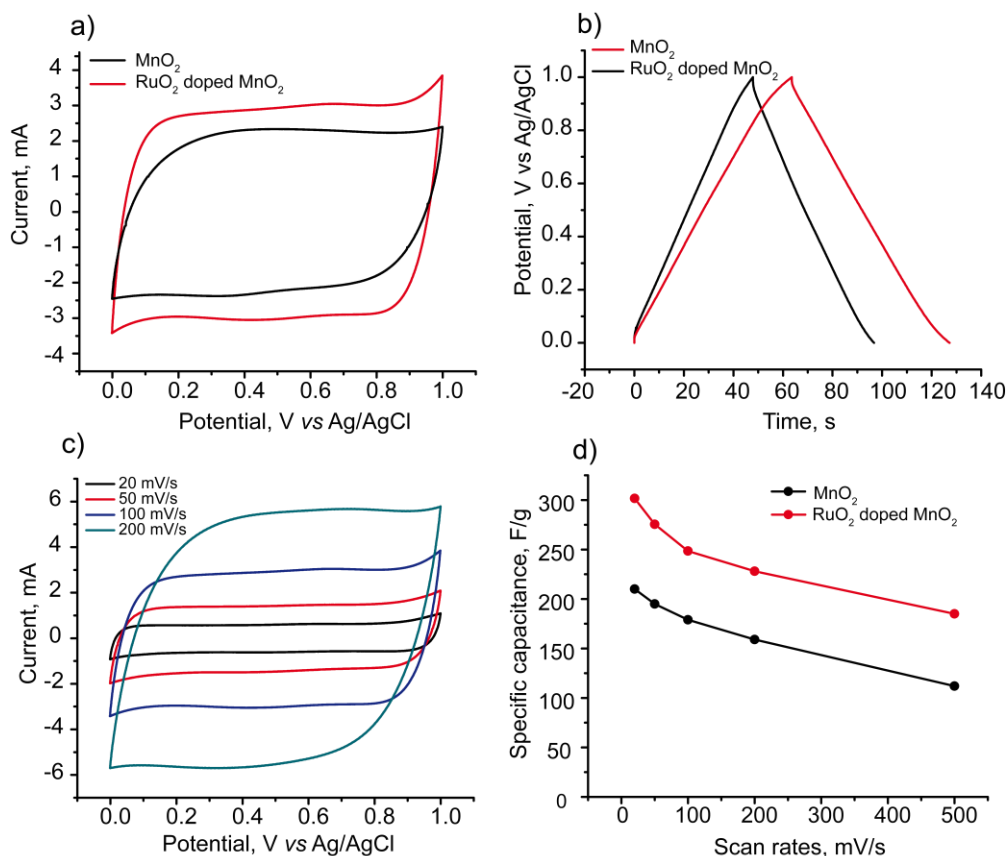 a)
MnO₂
RuO₂ doped MnO₂
4
3
2
1
0
-1
-2
-3
-4
Current, mA
0.0 0.2 0.4 0.6 0.8 1.0
Potential, V vs Ag/AgCl
b)
MnO₂
RuO₂ doped MnO₂
1.0
0.8
0.6
0.4
0.2
0.0
Potential, V vs Ag/AgCl
-20 0 20 40 60 80 100 120 140
Time, s
c)
20 mV/s
50 mV/s
100 mV/s
200 mV/s
6
4
2
0
-2
-4
-6
Current, mA
0.0 0.2 0.4 0.6 0.8 1.0
Potential, V vs Ag/AgCl
d)
MnO₂
RuO₂ doped MnO₂
300
250
200
150
100
50
0
Specific capacitance, F/g
0 100 200 300 400 500
Scan rates, mV/s